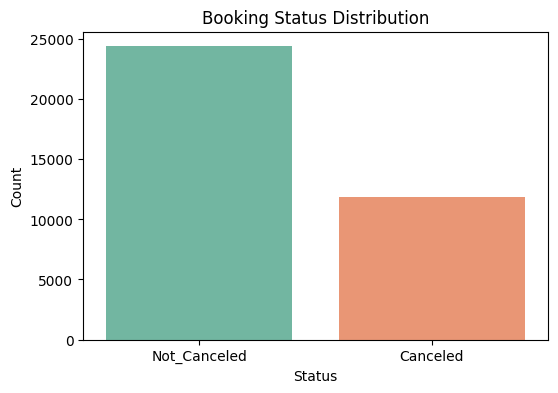 Booking Status Distribution
25000
20000
15000
10000
5000
0
Count
Not_Canceled Canceled
Status